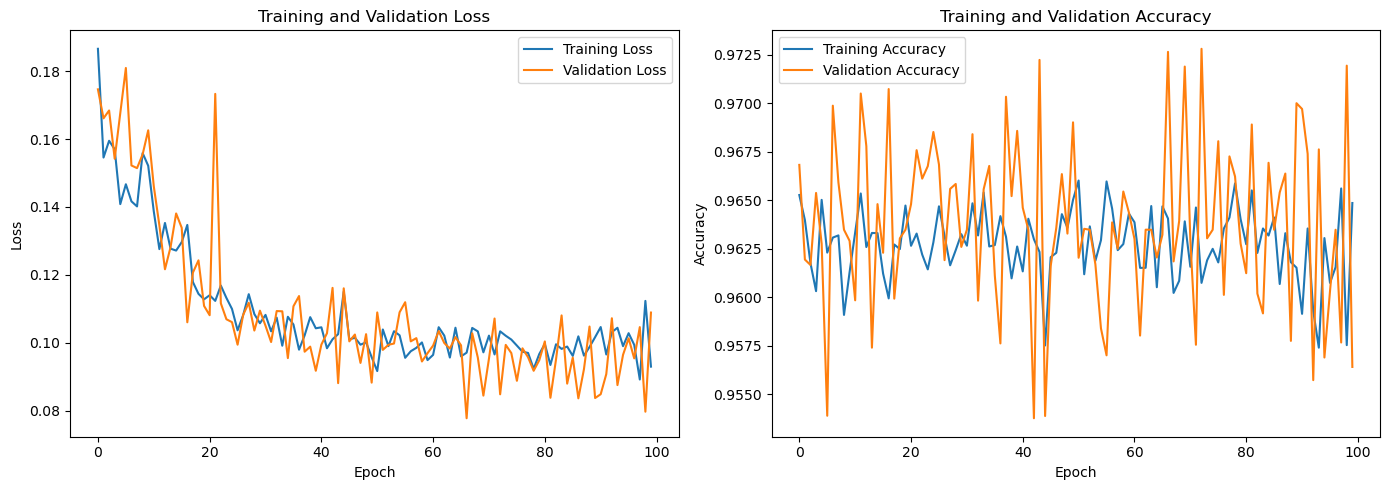 Training and Validation Loss
Training Loss
Validation Loss
Loss
0.18
0.16
0.14
0.12
0.10
0.08
0
20
40
60
80
100
Epoch
Training and Validation Accuracy
Training Accuracy
Validation Accuracy
Accuracy
0.9725
0.9700
0.9675
0.9650
0.9625
0.9600
0.9575
0.9550
0
20
40
60
80
100
Epoch